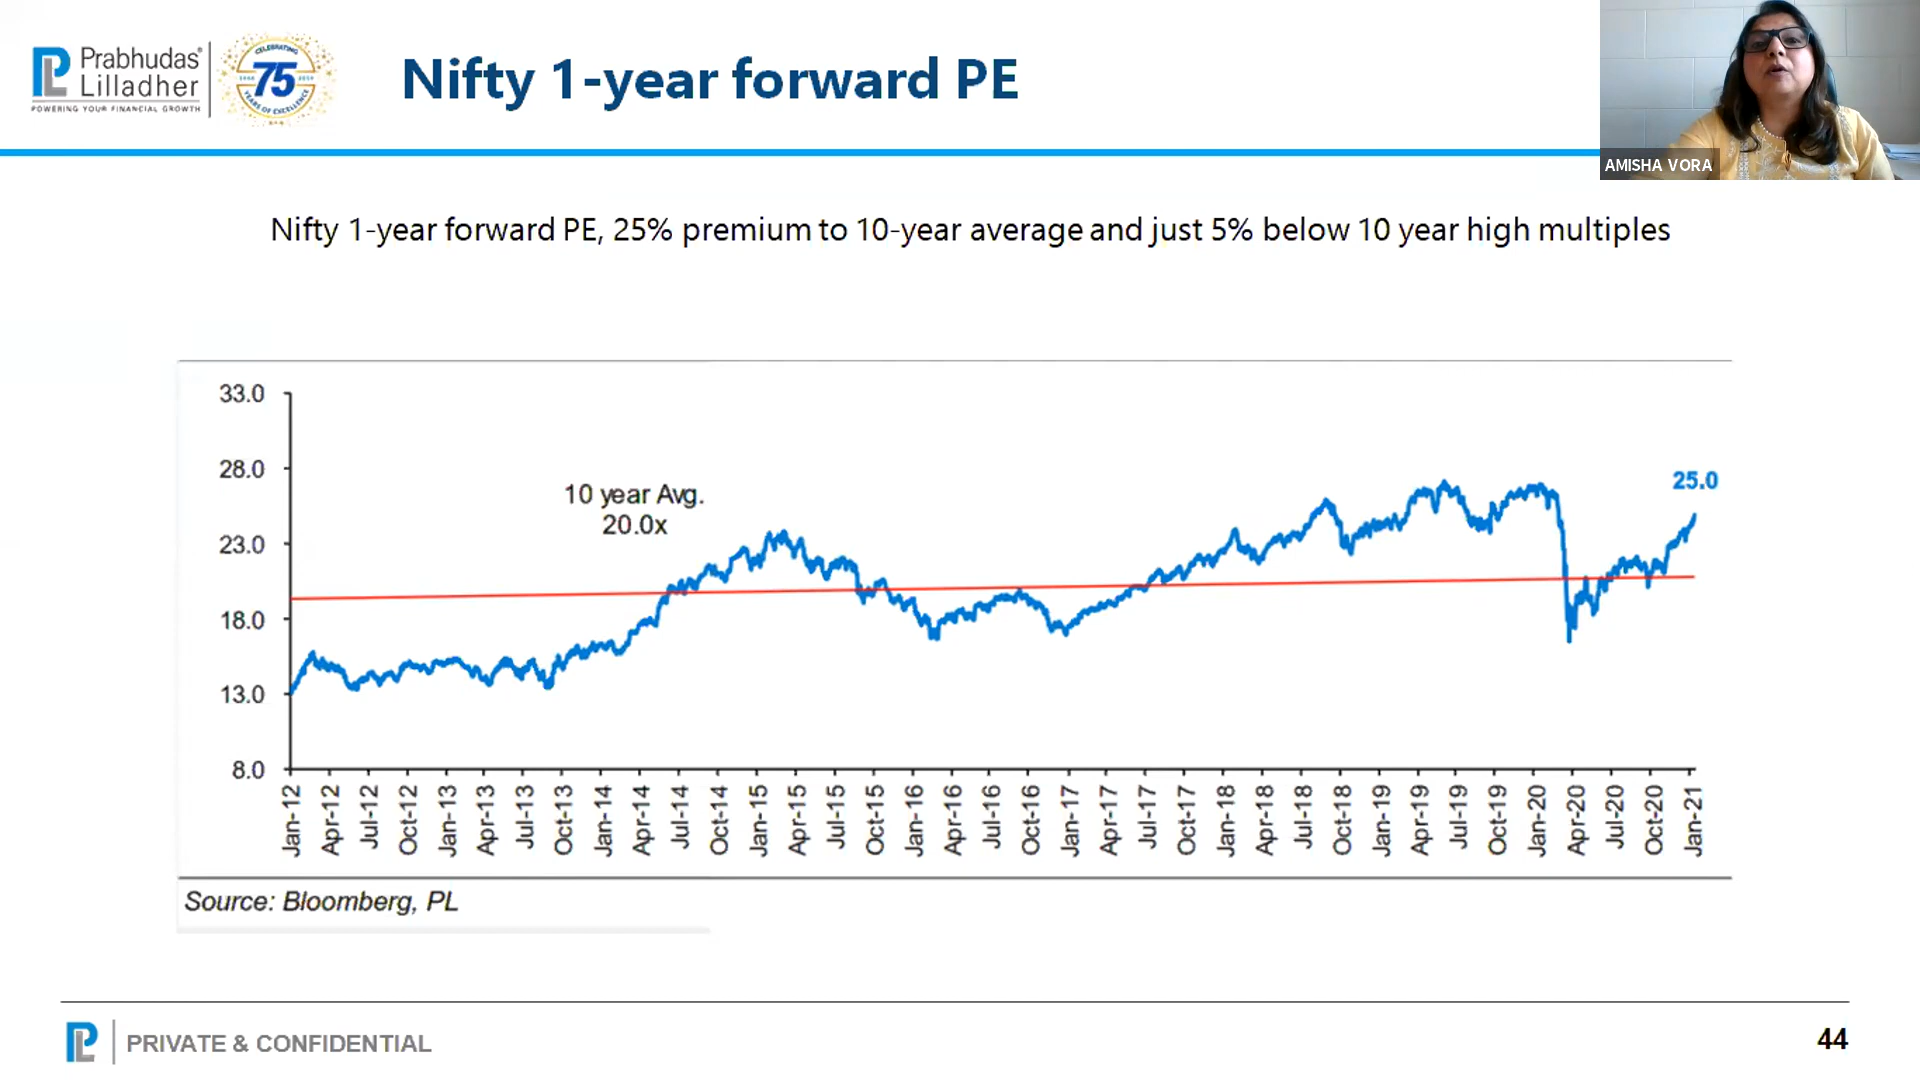 Prabhudas
Lilladher
POWERING YOUR FINANCIAL GROWTH
CELEBRATING
75
YEARS OF EXCELLENCE
Nifty 1-year forward PE
AMISHA VORA
Nifty 1-year forward PE, 25% premium to 10-year average and just 5% below 10 year high multiples
33.0
28.0
23.0
18.0
13.0
8.0
10 year Avg.
20.0x
25.0
Jan-12
Apr-12
Jul-12
Oct-12
Jan-13
Apr-13
Jul-13
Oct-13
Jan-14
Apr-14
Jul-14
Oct-14
Jan-15
Apr-15
Jul-15
Oct-15
Jan-16
Apr-16
Jul-16
Oct-16
Jan-17
Apr-17
Jul-17
Oct-17
Jan-18
Apr-18
Jul-18
Oct-18
Jan-19
Apr-19
Jul-19
Oct-19
Jan-20
Apr-20
Jul-20
Oct-20
Jan-21
Source: Bloomberg, PL
PL
PRIVATE & CONFIDENTIAL
44